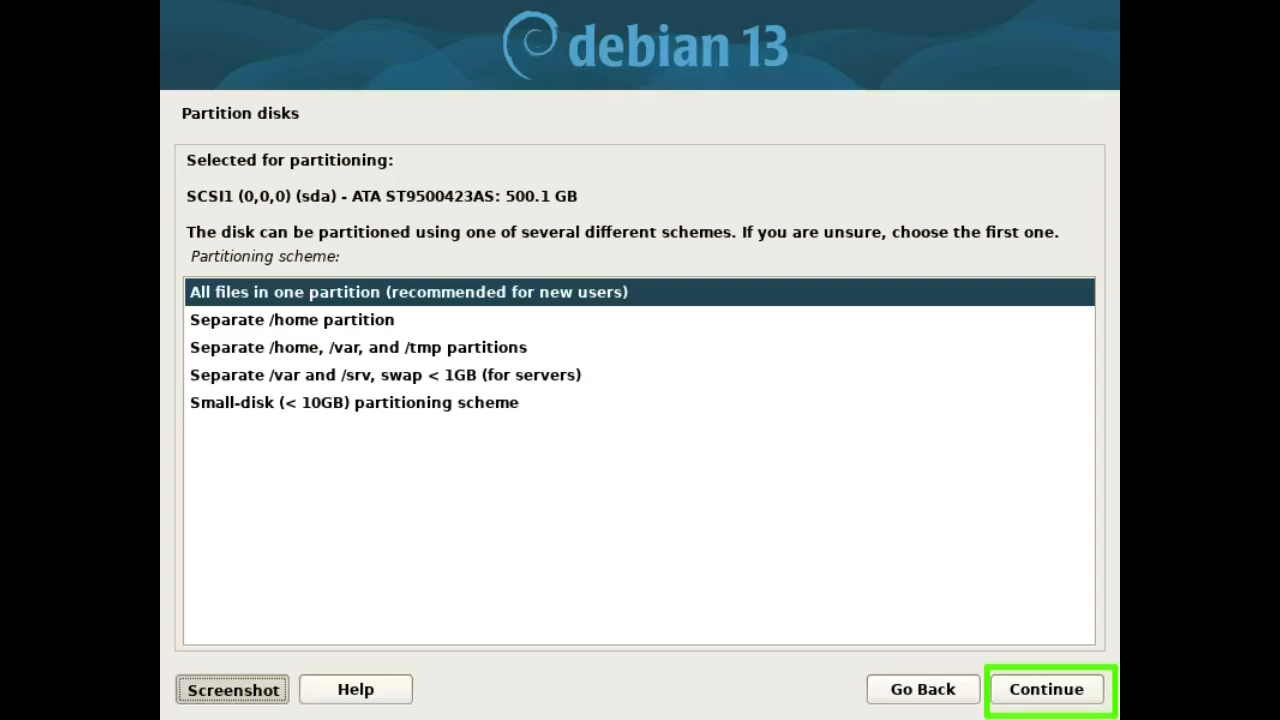 debian 13
Partition disks
Selected for partitioning:
SCSI1 (0,0,0) (sda) - ATA ST9500423AS: 500.1 GB
The disk can be partitioned using one of several different schemes. If you are unsure, choose the first one.
Partitioning scheme:
All files in one partition (recommended for new users)
Separate /home partition
Separate /home, /var, and /tmp partitions
Separate /var and /srv, swap < 1GB (for servers)
Small-disk (< 10GB) partitioning scheme
Screenshot Help Go Back Continue